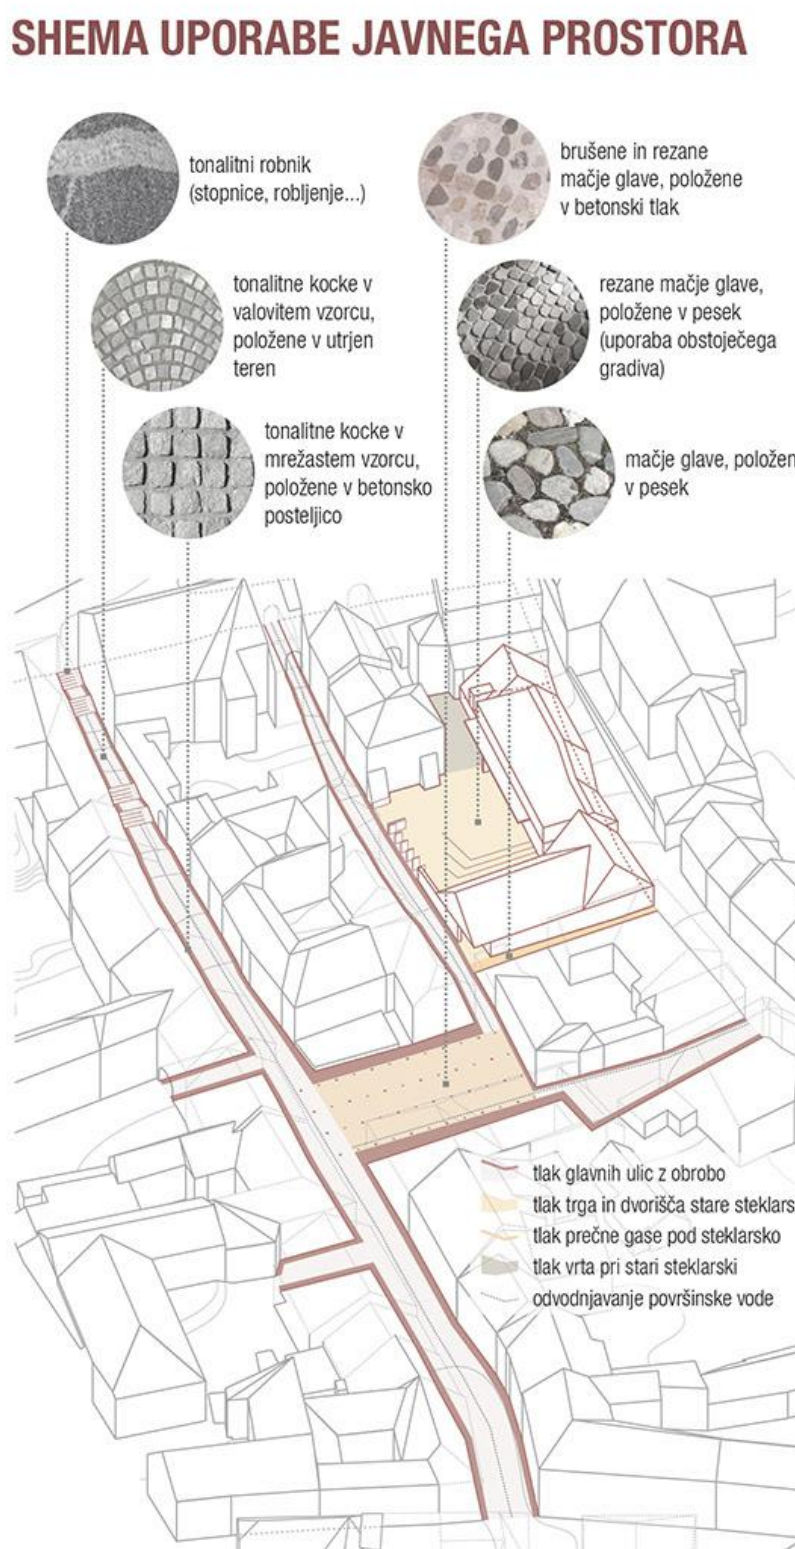 SHEMA UPORABE JAVNEGA PROSTORA
tonalitni robnik
(stopnice, robljenje...)
tonalitne kocke v
valovitem vzorcu,
položene v utrjen
teren
tonalitne kocke v
mrežastem vzorcu,
položene v betonsko
posteljico
brušene in rezane
mačje glave, položene
v betonski tlak
rezane mačje glave,
položene v pesek
(uporaba obstoječega
gradiva)
mačje glave, položen
v pesek
tlak glavnih ulic z obrobo
tlak trga in dvorišča stare steklars
tlak prečne gase pod steklarsko
tlak vrta pri stari steklarski
odvodnjavanje površinske vode